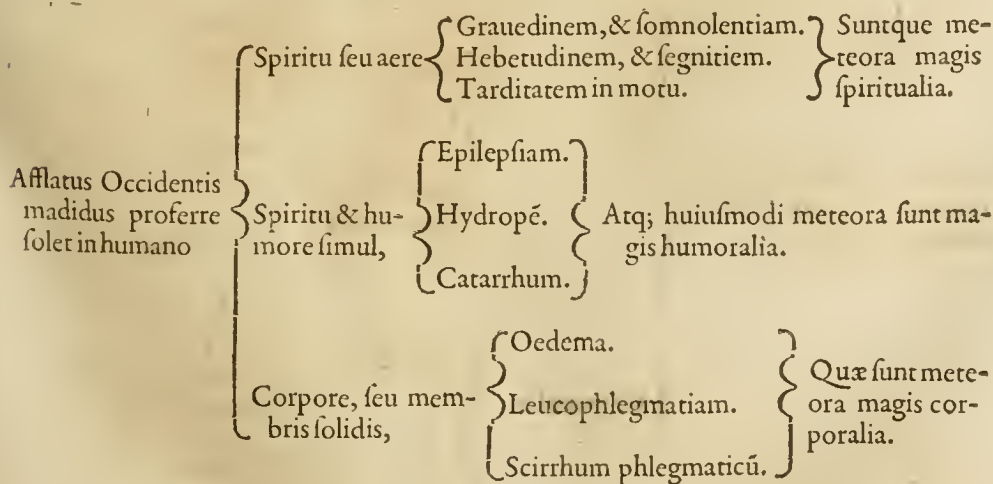 Afflatus Occidentis
madidus proferre
ſolet in humano
Spiritu ſeu aere
Grauedinem, & ſomnolentiam.
Hebetudinem, & ſegnitiem.
Tarditatem in motu.
Suntque me-
teora magis
ſpiritualia.
Spiritu & hu-
more ſimul,
Epilepſiam.
Hydropẽ.
Catarrhum.
Atq; huiuſmodi meteora ſunt ma-
gis humoralia.
Corpore, ſeu mem-
bris ſolidis,
Oedema.
Leucophlegmatiam.
Scirrhum phlegmaticũ.
Quæ ſunt mete-
ora magis cor-
poralia.